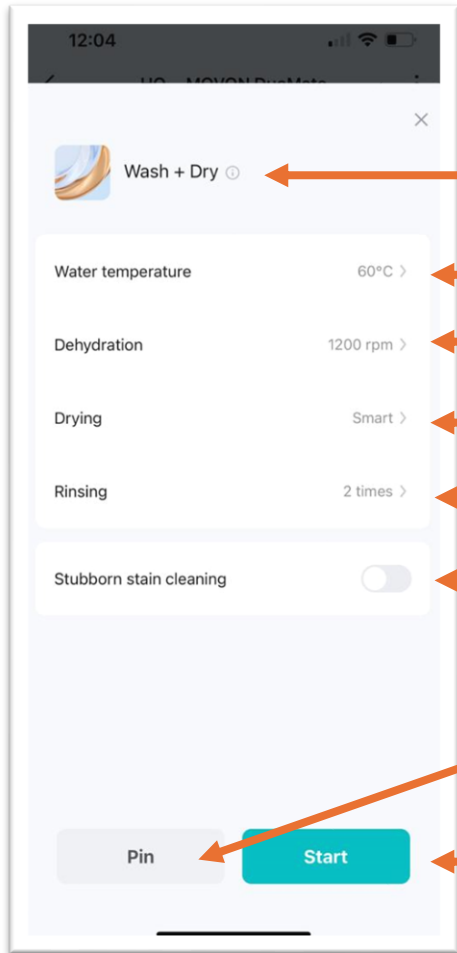 12:04
Wash + Dry
Water temperature 60°C
Dehydration 1200 rpm
Drying Smart
Rinsing 2 times
Stubborn stain cleaning
Pin Start